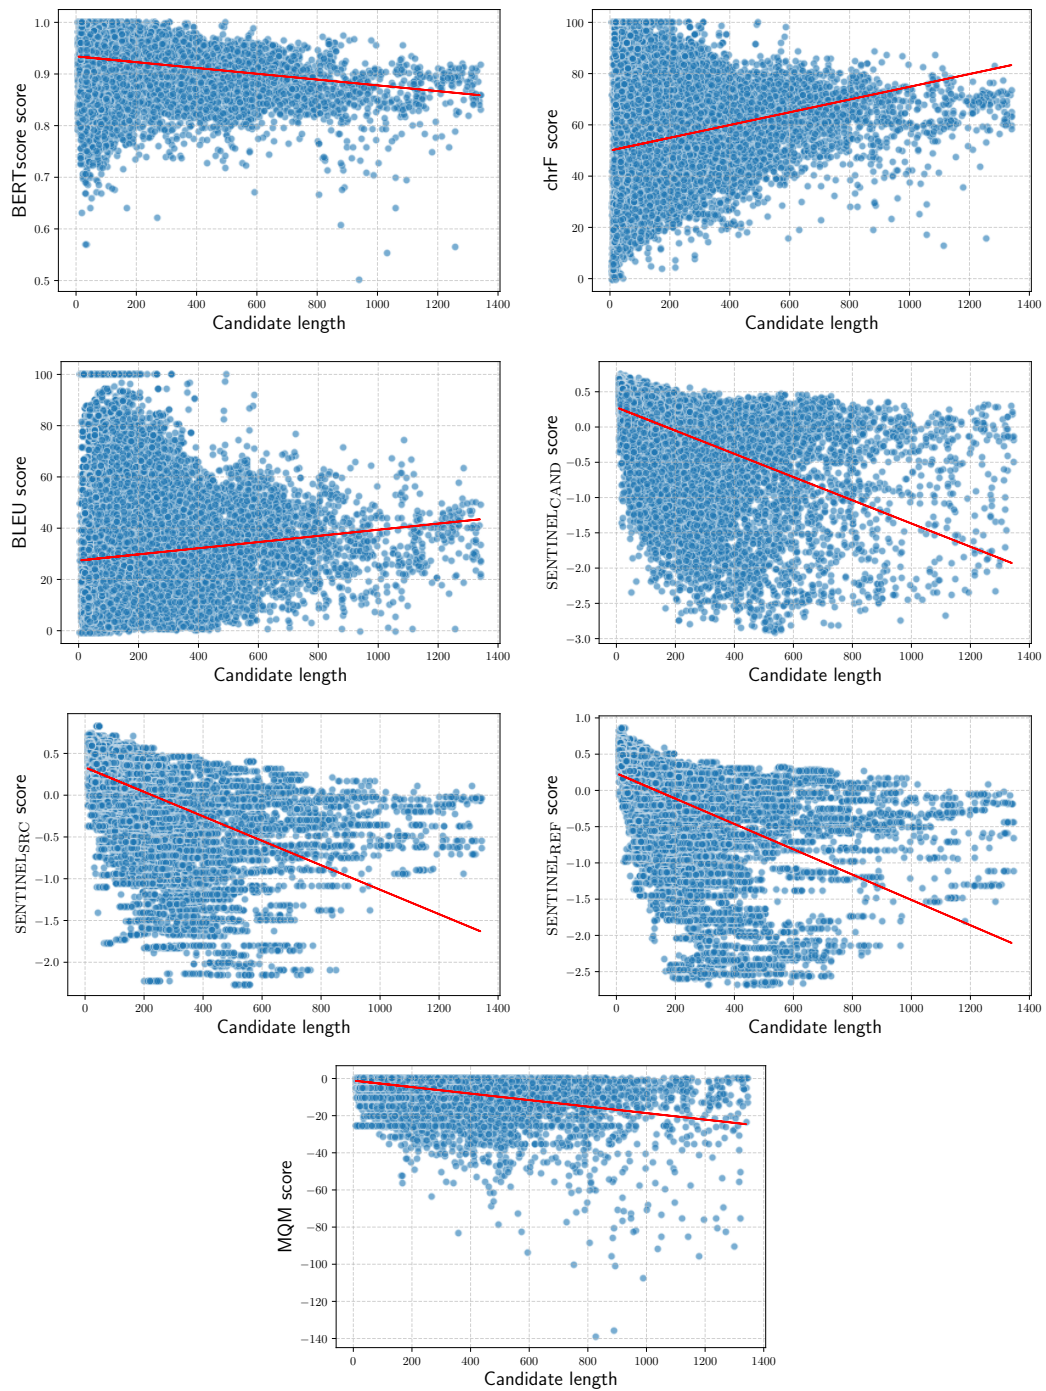 1.0
0.9
0.8
0.7
0.6
0.5
BERTscore score
0 200 400 600 800 1000 1200 1400
Candidate length
100
80
60
40
20
0
chrF score
0 200 400 600 800 1000 1200 1400
Candidate length
100
80
60
40
20
0
BLEU score
0 200 400 600 800 1000 1200 1400
Candidate length
0.5
0.0
−0.5
−1.0
−1.5
−2.0
−2.5
−3.0
SENTINELCAND score
0 200 400 600 800 1000 1200 1400
Candidate length
0.5
0.0
−0.5
−1.0
−1.5
−2.0
SENTINELSRC score
0 200 400 600 800 1000 1200 1400
Candidate length
1.0
0.5
0.0
−0.5
−1.0
−1.5
−2.0
−2.5
SENTINELREF score
0 200 400 600 800 1000 1200 1400
Candidate length
0
−20
−40
−60
−80
−100
−120
−140
MQM score
0 200 400 600 800 1000 1200 1400
Candidate length